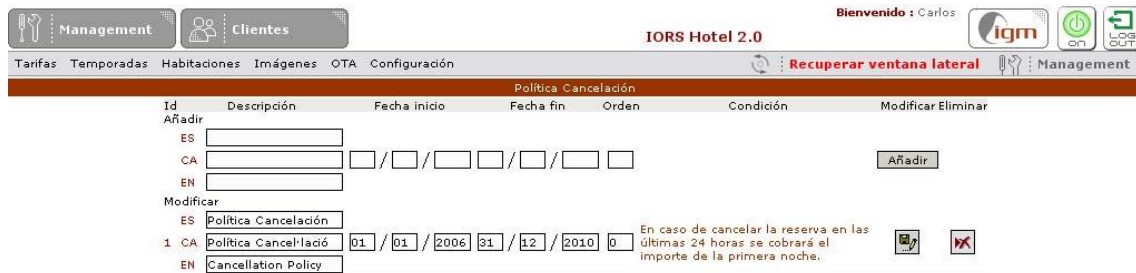 Bienvenido : Carlos
Management Clientes IORS Hotel 2.0 igm on LOG OUT
Tarifas Temporadas Habitaciones Imágenes OTA Configuración Recuperar ventana lateral Management
Política Cancelación
Id Descripción Fecha inicio Fecha fin Orden Condición Modificar Eliminar
Añadir
ES
CA / / / / Añadir
EN
Modificar
ES Política Cancelación
1 CA Política Cancel·lació 01 / 01 / 2006 31 / 12 / 2010 0
En caso de cancelar la reserva en las
últimas 24 horas se cobrará el
importe de la primera noche.
EN Cancellation Policy